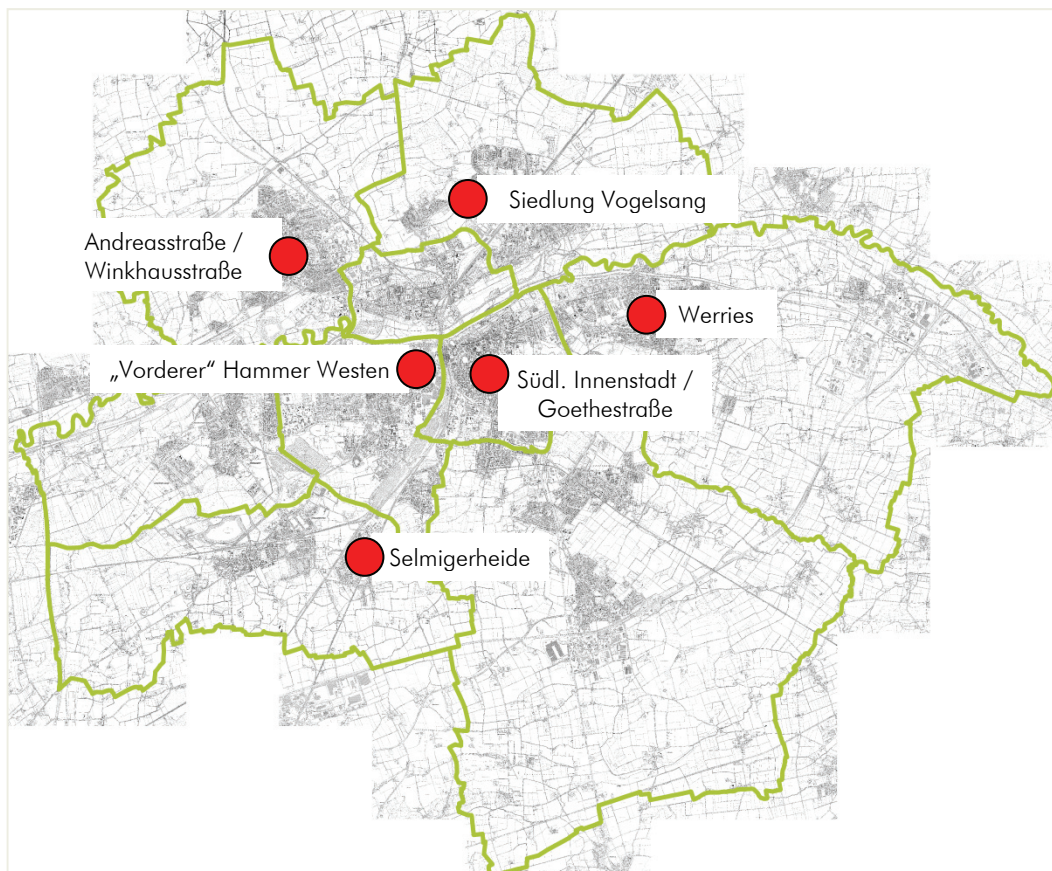 Siedlung Vogelsang
Andreasstraße /
Winkhausstraße
Werries
„Vorderer“ Hammer Westen
Südl. Innenstadt /
Goethestraße
Selmigerheide